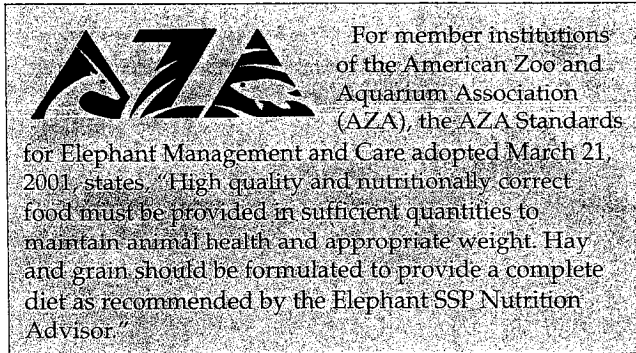 AZA
For member institutions
of the American Zoo and
Aquarium Association
(AZA), the AZA Standards
for Elephant Management and Care adopted March 21,
2001, states, "High quality and nutritionally correct
food must be provided in sufficient quantities to
maintain animal health and appropriate weight. Hay
and grain should be formulated to provide a complete
diet as recommended by the Elephant SSP Nutrition
Advisor."